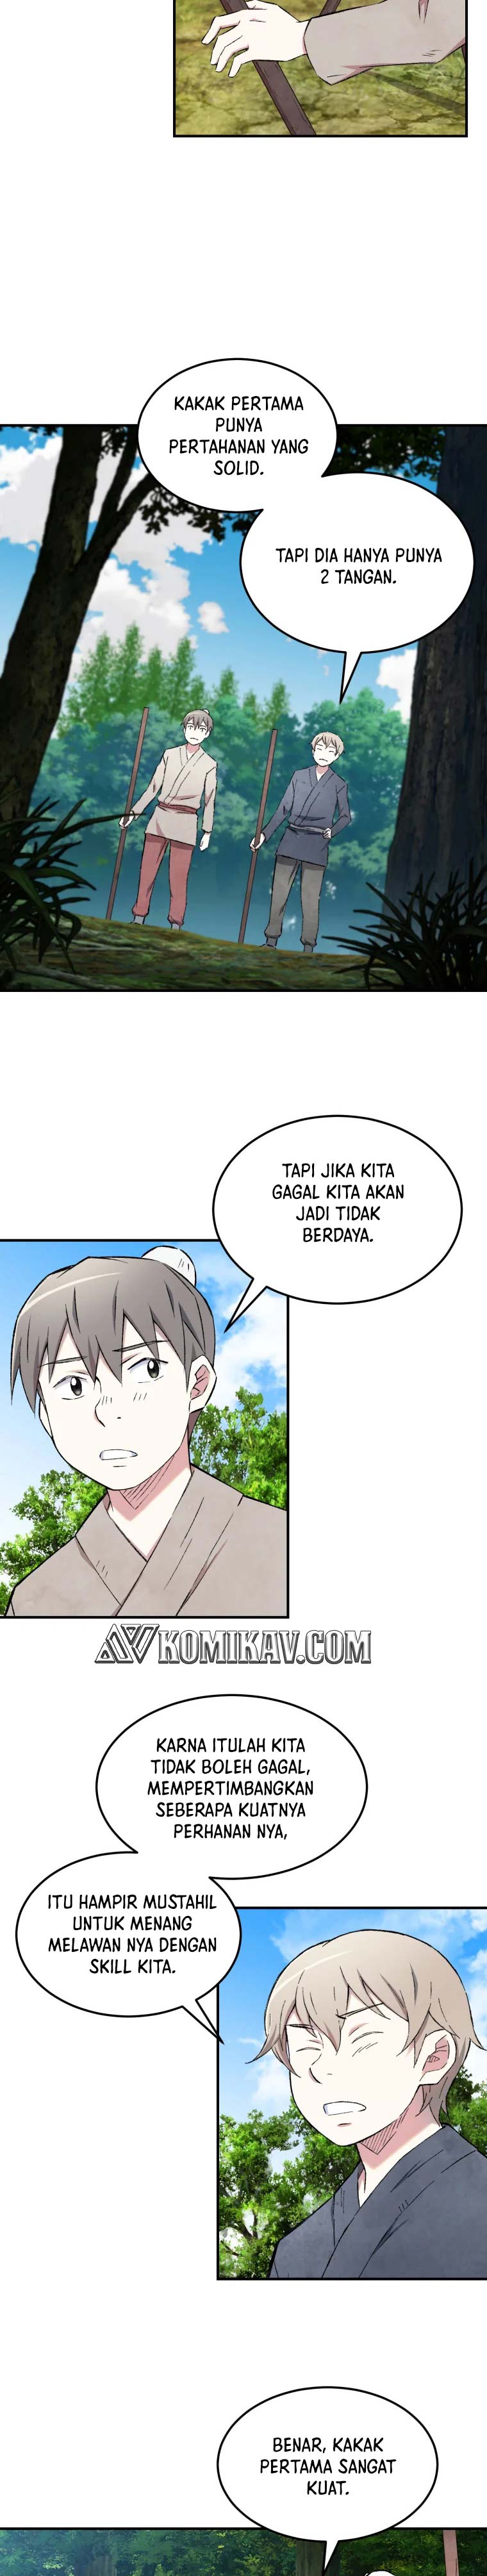 KAKAK PERTAMA
PUNYA
PERTAHANAN YANG
SOLID.
TAPI DIA HANYA PUNYA
2 TANGAN.
TAPI JIKA KITA
GAGAL KITA AKAN
JADI TIDAK
BERDAYA.
AV KOMIKAV.COM
KARNA ITULAH KITA
TIDAK BOLEH GAGAL,
MEMPERTIMBANGKAN
SEBERAPA KUATNYA
PERHANAN NYA,
ITU HAMPIR MUSTAHIL
UNTUK MENANG
MELAWAN NYA DENGAN
SKILL KITA.
BENAR, KAKAK
PERTAMA SANGAT
KUAT.